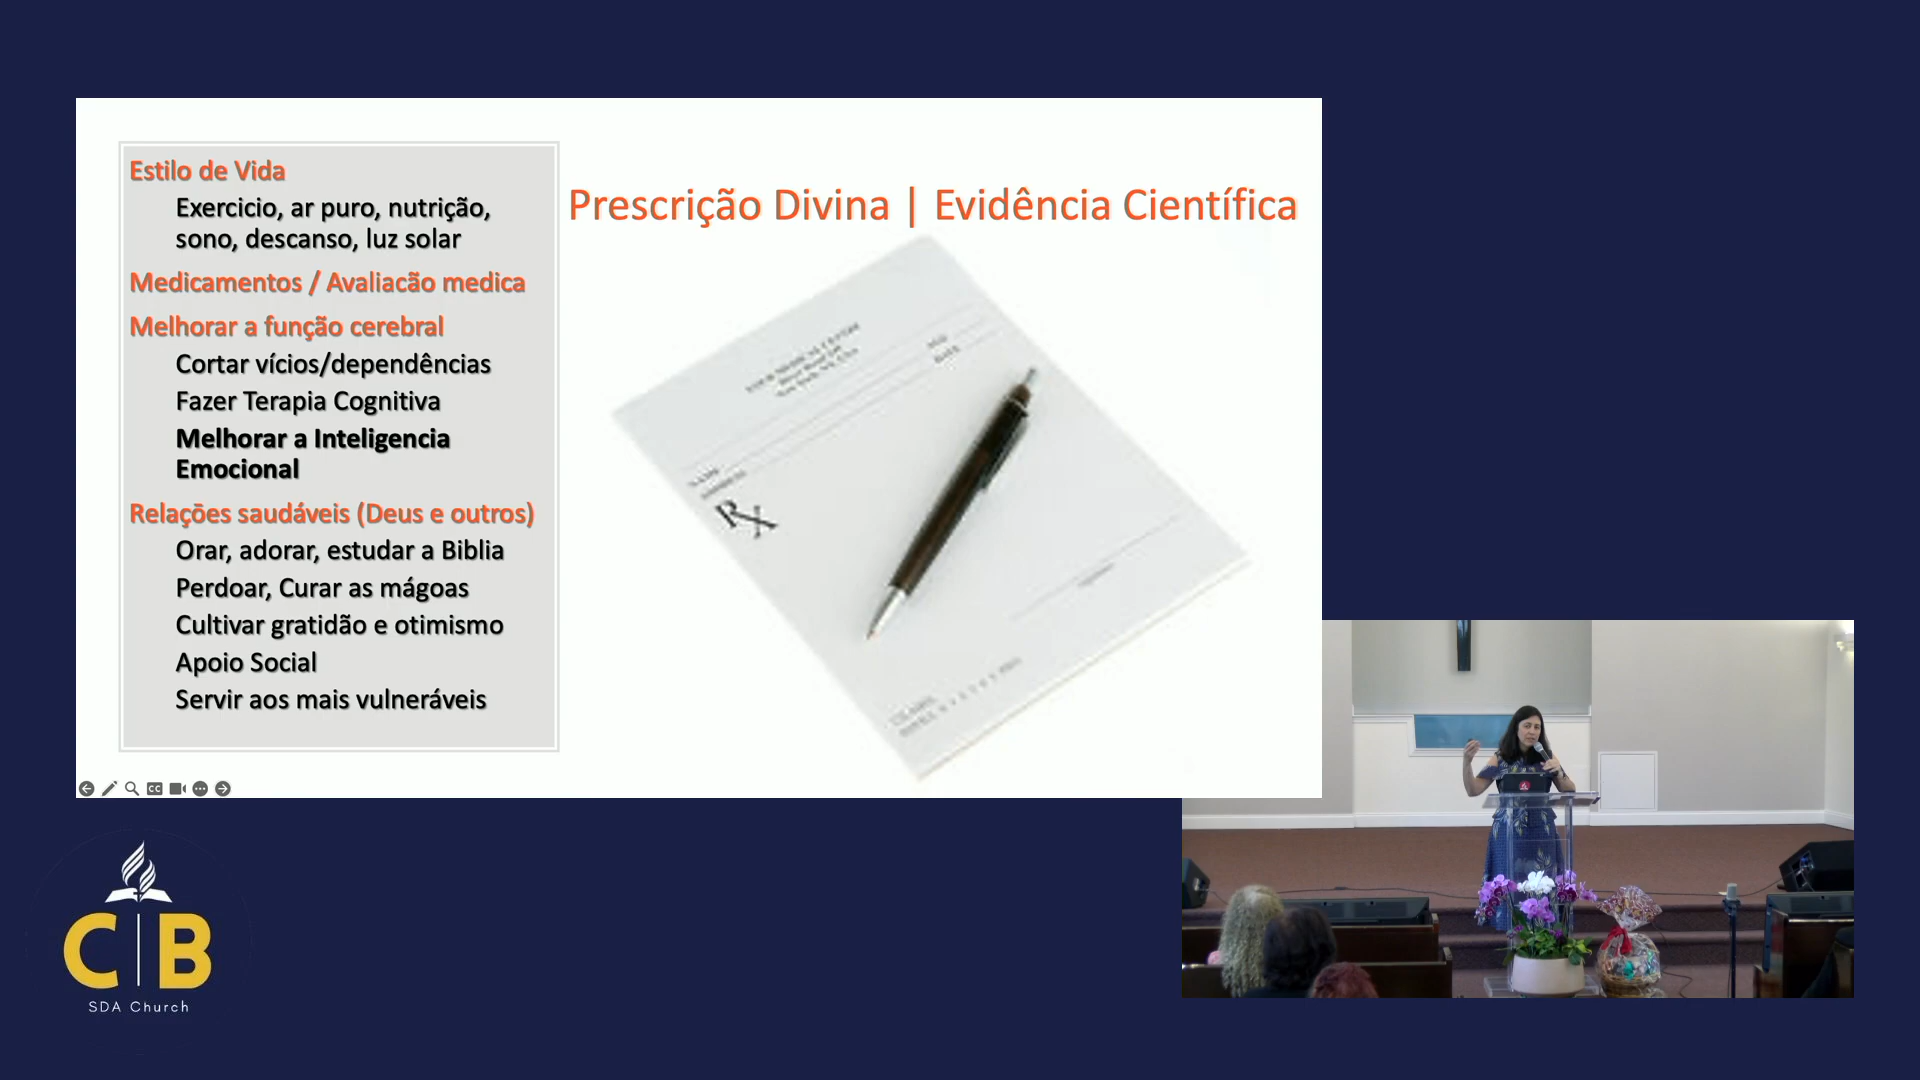 Estilo de Vida
Exercicio, ar puro, nutrição,
sono, descanso, luz solar
Medicamentos / Avaliacão medica
Melhorar a função cerebral
Cortar vícios/dependências
Fazer Terapia Cognitiva
Melhorar a Inteligencia
Emocional
Relações saudáveis (Deus e outros)
Orar, adorar, estudar a Biblia
Perdoar, Curar as mágoas
Cultivar gratidão e otimismo
Apoio Social
Servir aos mais vulneráveis
Prescrição Divina | Evidência Científica
Rx
CC
C|B
SDA Church